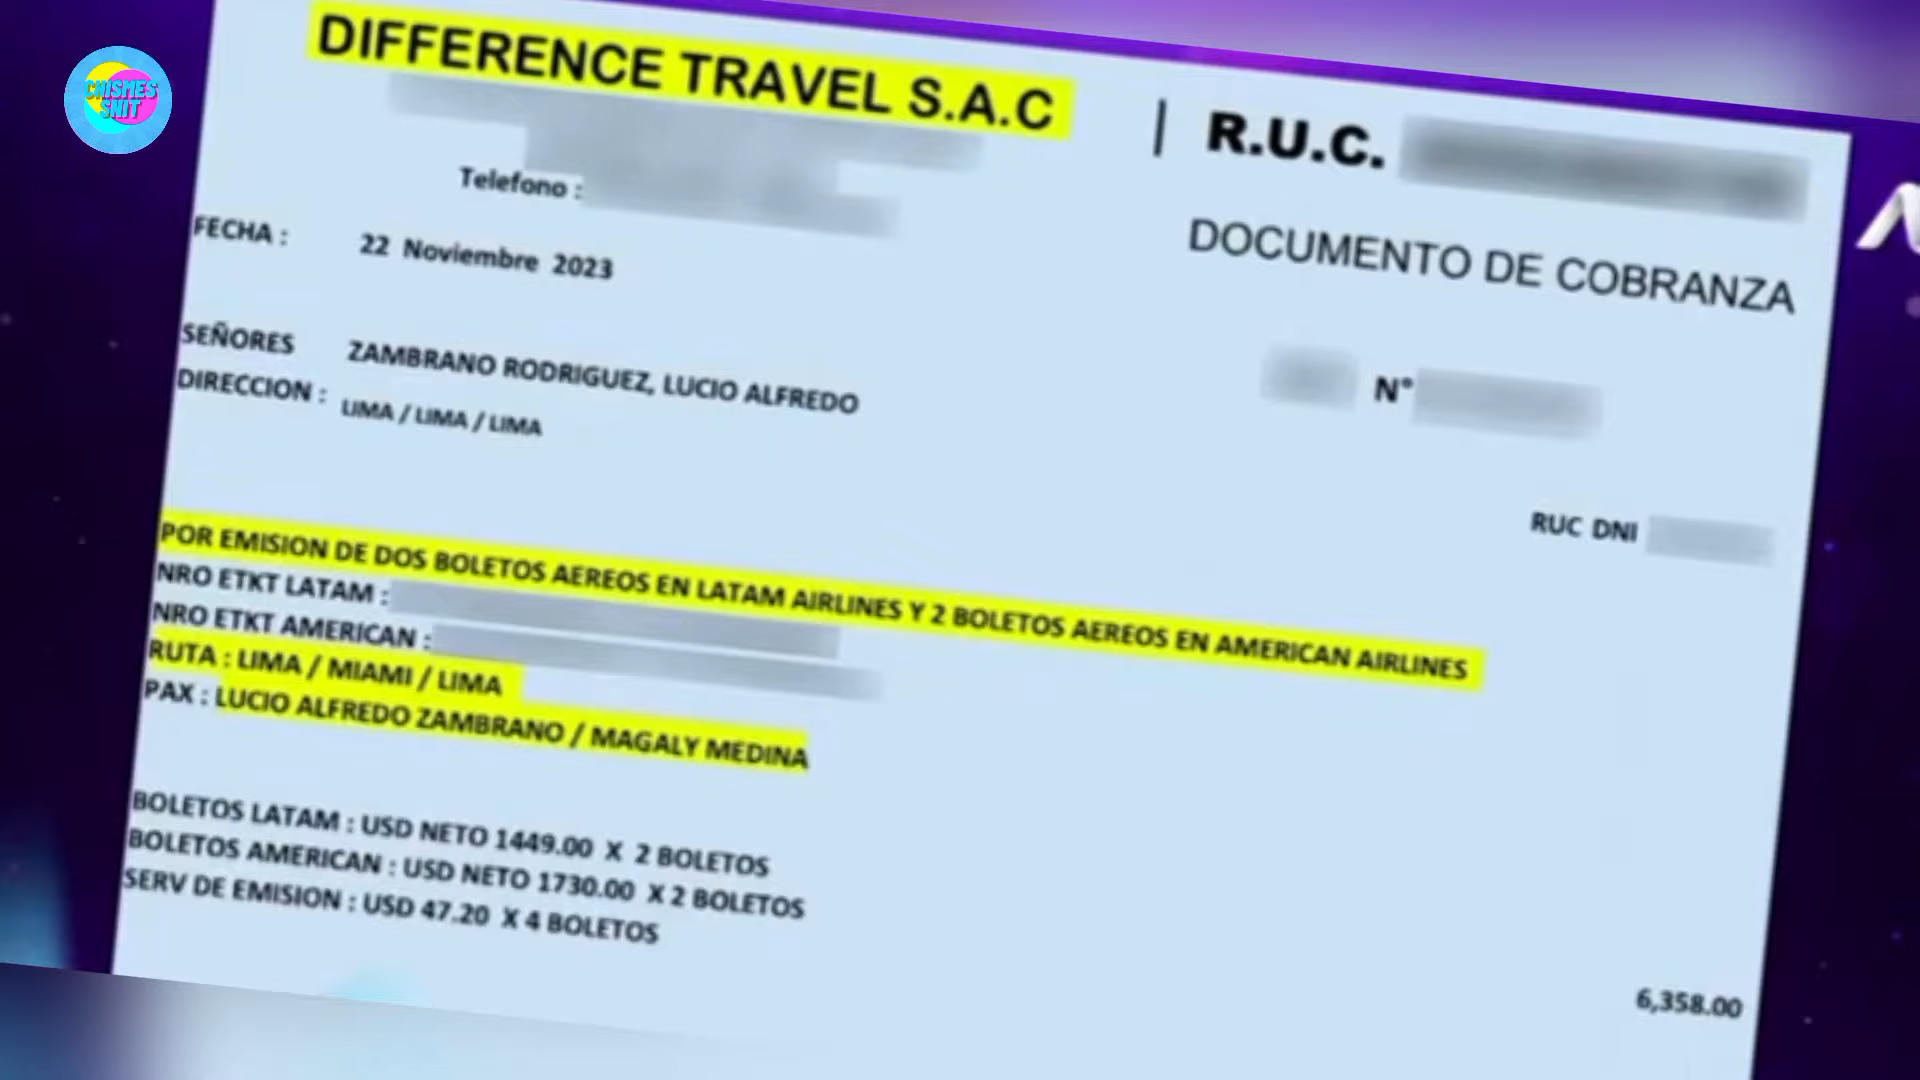 CHISMES
SNIT
DIFFERENCE TRAVEL S.A.C
| R.U.C.
Telefono :
DOCUMENTO DE COBRANZA
FECHA : 22 Noviembre 2023
SEÑORES ZAMBRANO RODRIGUEZ, LUCIO ALFREDO
N°
DIRECCION : LIMA / LIMA / LIMA
RUC DNI
POR EMISION DE DOS BOLETOS AEREOS EN LATAM AIRLINES Y 2 BOLETOS AEREOS EN AMERICAN AIRLINES
NRO ETKT LATAM :
NRO ETKT AMERICAN :
RUTA : LIMA / MIAMI / LIMA
PAX : LUCIO ALFREDO ZAMBRANO / MAGALY MEDINA
BOLETOS LATAM : USD NETO 1449.00 X 2 BOLETOS
BOLETOS AMERICAN : USD NETO 1730.00 X 2 BOLETOS
SERV DE EMISION : USD 47.20 X 4 BOLETOS
6,358.00